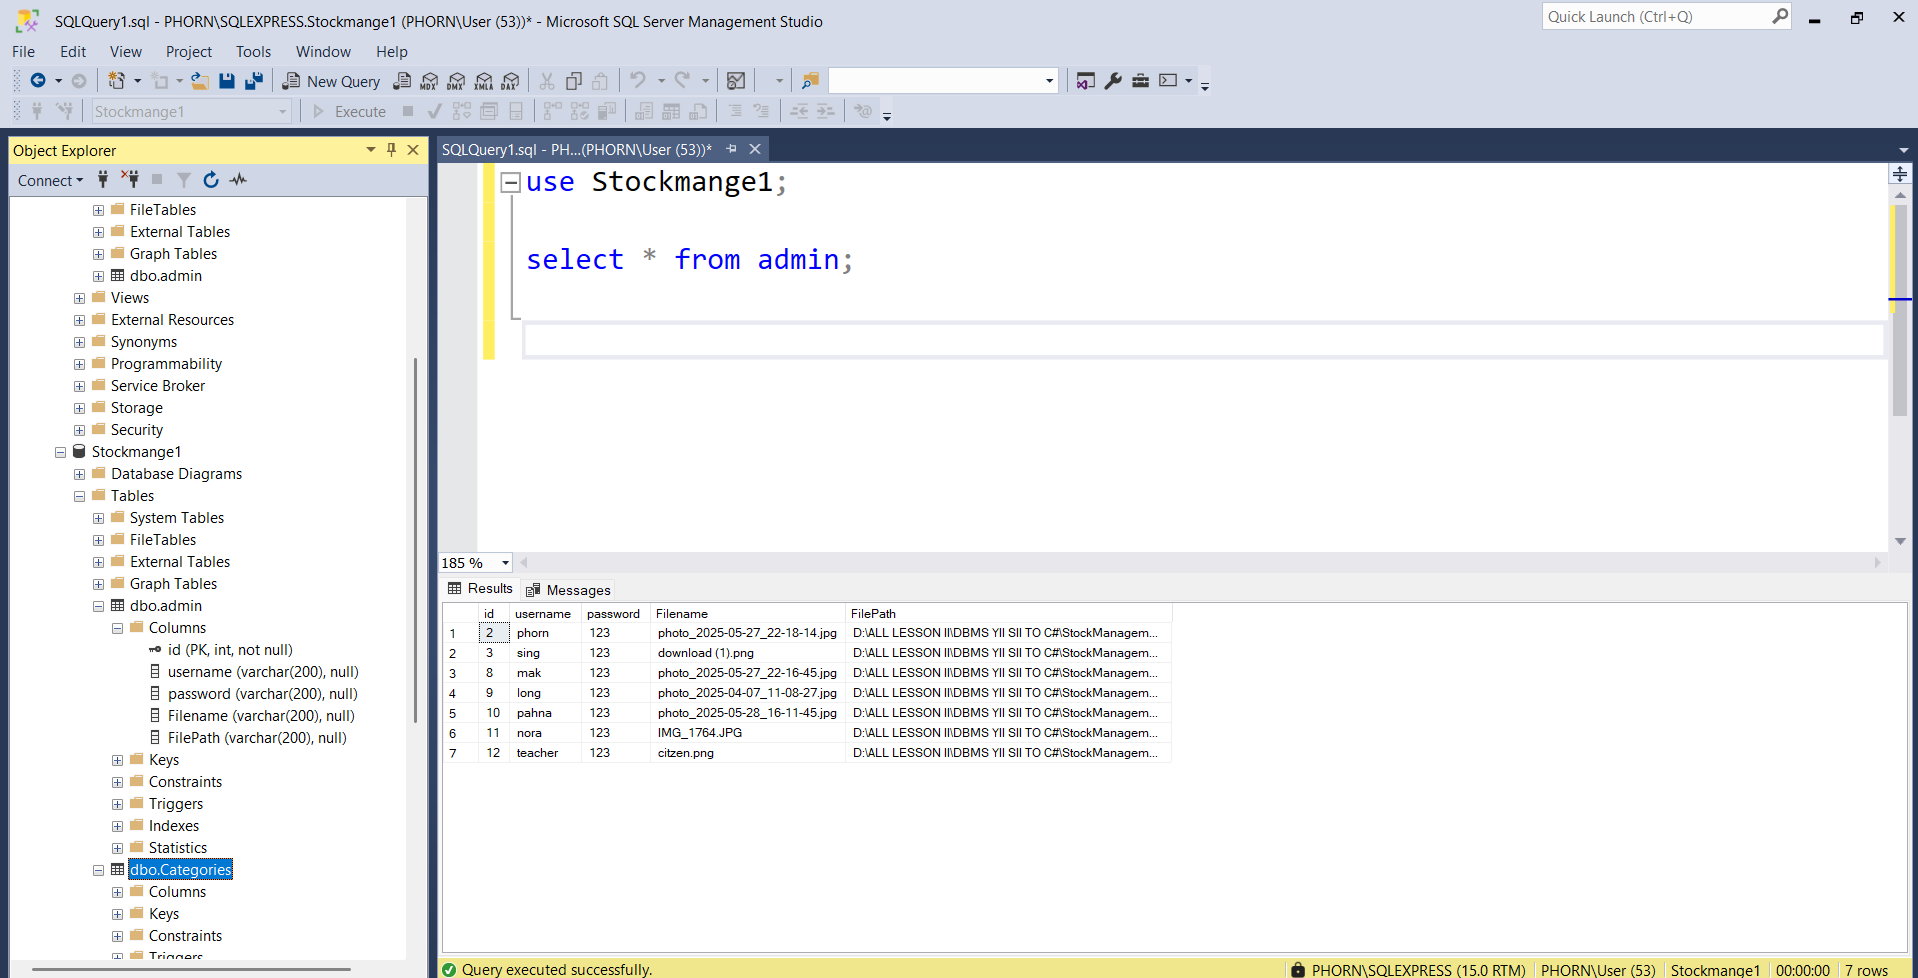 SQLQuery1.sql - PHORN\SQLEXPRESS.Stockmange1 (PHORN\User (53))* - Microsoft SQL Server Management Studio
Quick Launch (Ctrl+Q)
File Edit View Project Tools Window Help
New Query MDX DMX XMLA DAX
Stockmange1 Execute
Object Explorer
Connect
FileTables
External Tables
Graph Tables
dbo.admin
Views
External Resources
Synonyms
Programmability
Service Broker
Storage
Security
Stockmange1
Database Diagrams
Tables
System Tables
FileTables
External Tables
Graph Tables
dbo.admin
Columns
id (PK, int, not null)
username (varchar(200), null)
password (varchar(200), null)
Filename (varchar(200), null)
FilePath (varchar(200), null)
Keys
Constraints
Triggers
Indexes
Statistics
dbo.Categories
Columns
Keys
Constraints
Triggers
SQLQuery1.sql - PH...(PHORN\User (53))*
use Stockmange1;
select * from admin;
185 %
Results Messages
id username password Filename FilePath
1 2 phorn 123 photo_2025-05-27_22-18-14.jpg D:\ALL LESSON II\DBMS YII SII TO C#\StockManagem...
2 3 sing 123 download (1).png D:\ALL LESSON II\DBMS YII SII TO C#\StockManagem...
3 8 mak 123 photo_2025-05-27_22-16-45.jpg D:\ALL LESSON II\DBMS YII SII TO C#\StockManagem...
4 9 long 123 photo_2025-04-07_11-08-27.jpg D:\ALL LESSON II\DBMS YII SII TO C#\StockManagem...
5 10 pahna 123 photo_2025-05-28_16-11-45.jpg D:\ALL LESSON II\DBMS YII SII TO C#\StockManagem...
6 11 nora 123 IMG_1764.JPG D:\ALL LESSON II\DBMS YII SII TO C#\StockManagem...
7 12 teacher 123 citzen.png D:\ALL LESSON II\DBMS YII SII TO C#\StockManagem...
Query executed successfully.
PHORN\SQLEXPRESS (15.0 RTM) PHORN\User (53) Stockmange1 00:00:00 7 rows